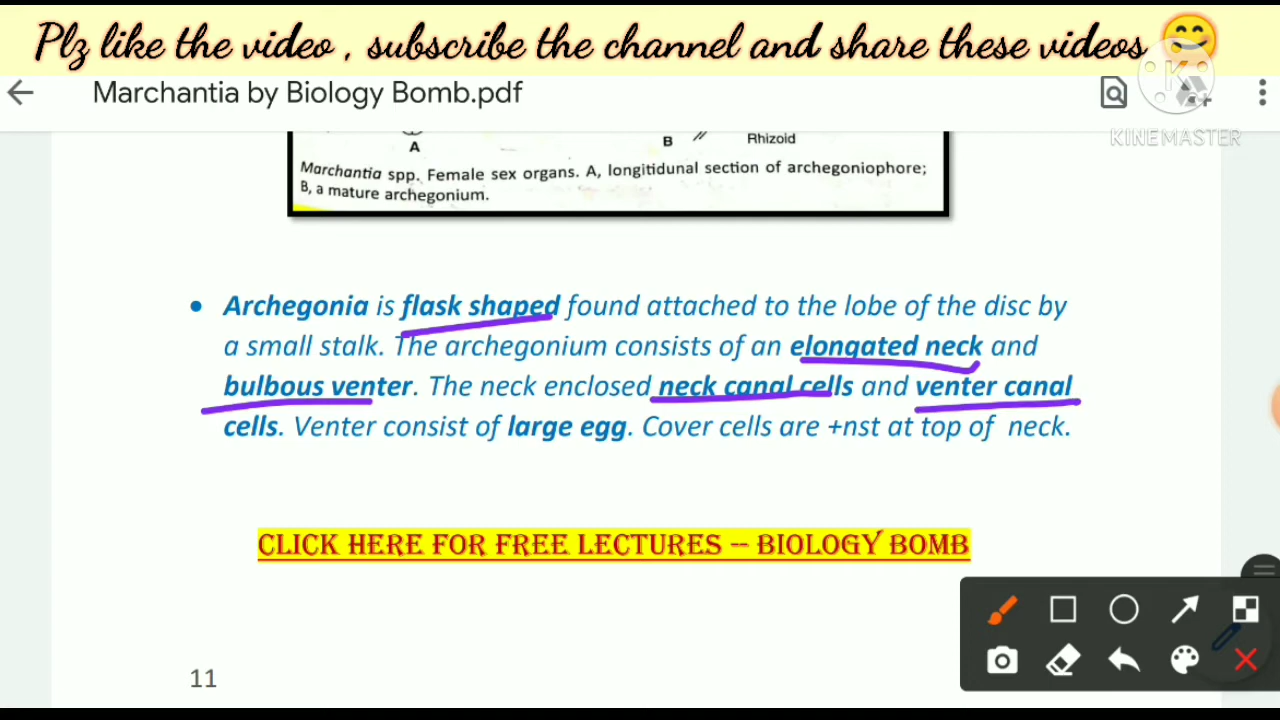 Plz like the video , subscribe the channel and share these videos
Marchantia by Biology Bomb.pdf
KINEMASTER
A
B
Rhizoid
Marchantia spp. Female sex organs. A, longitidunal section of archegoniophore;
B, a mature archegonium.
• Archegonia is flask shaped found attached to the lobe of the disc by
a small stalk. The archegonium consists of an elongated neck and
bulbous venter. The neck enclosed neck canal cells and venter canal
cells. Venter consist of large egg. Cover cells are +nst at top of neck.
CLICK HERE FOR FREE LECTURES -- BIOLOGY BOMB
11